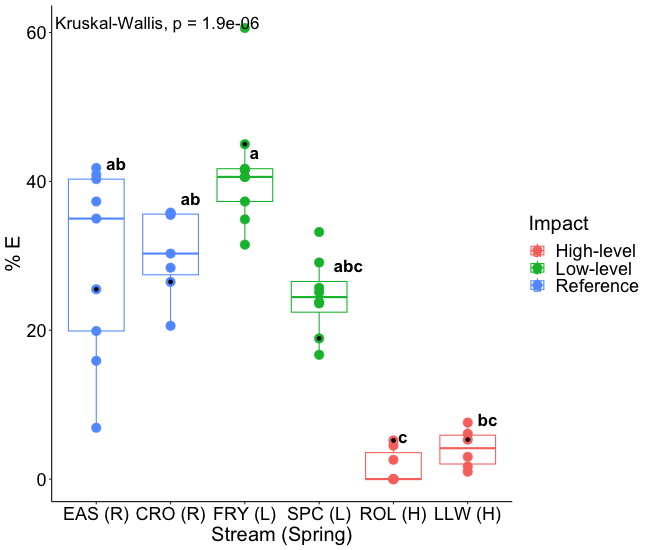 Kruskal-Wallis, p = 1.9e-06
60
40
20
0
% E
ab
ab
a
abc
c
bc
EAS (R) CRO (R) FRY (L) SPC (L) ROL (H) LLW (H)
Stream (Spring)
Impact
High-level
Low-level
Reference